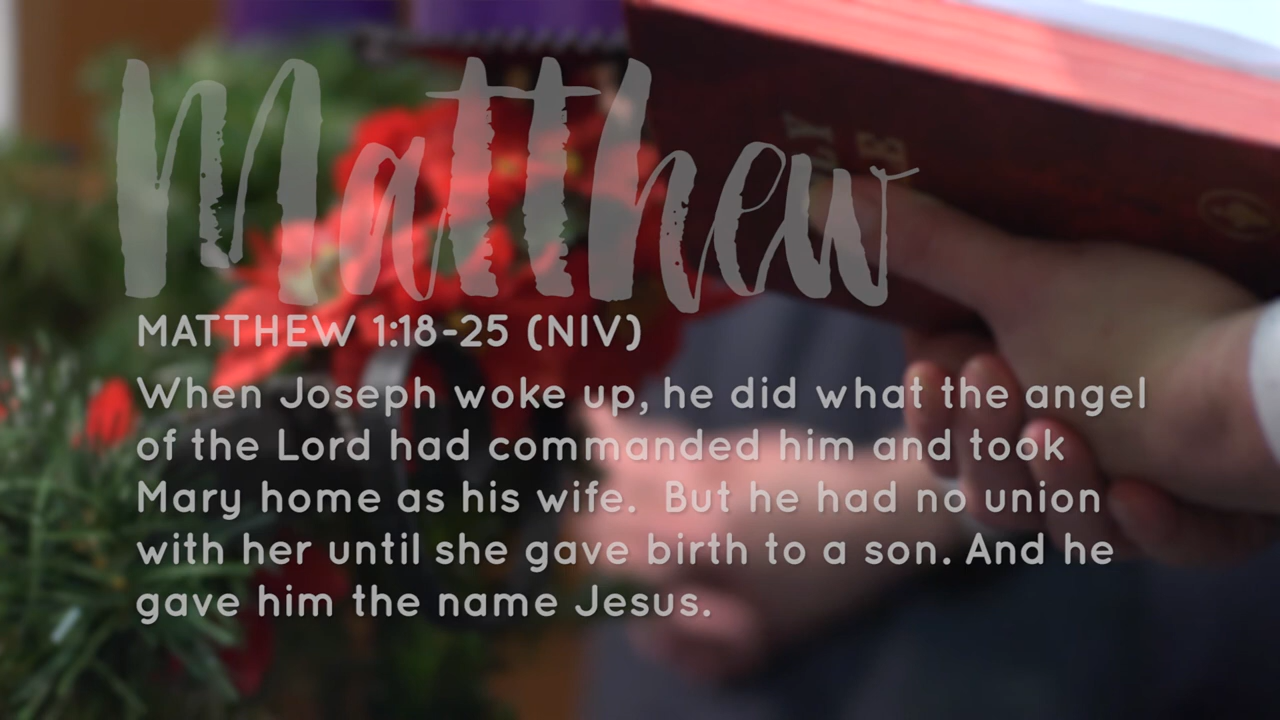 Matthew
MATTHEW 1:18-25 (NIV)
When Joseph woke up, he did what the angel
of the Lord had commanded him and took
Mary home as his wife.  But he had no union
with her until she gave birth to a son. And he
gave him the name Jesus.